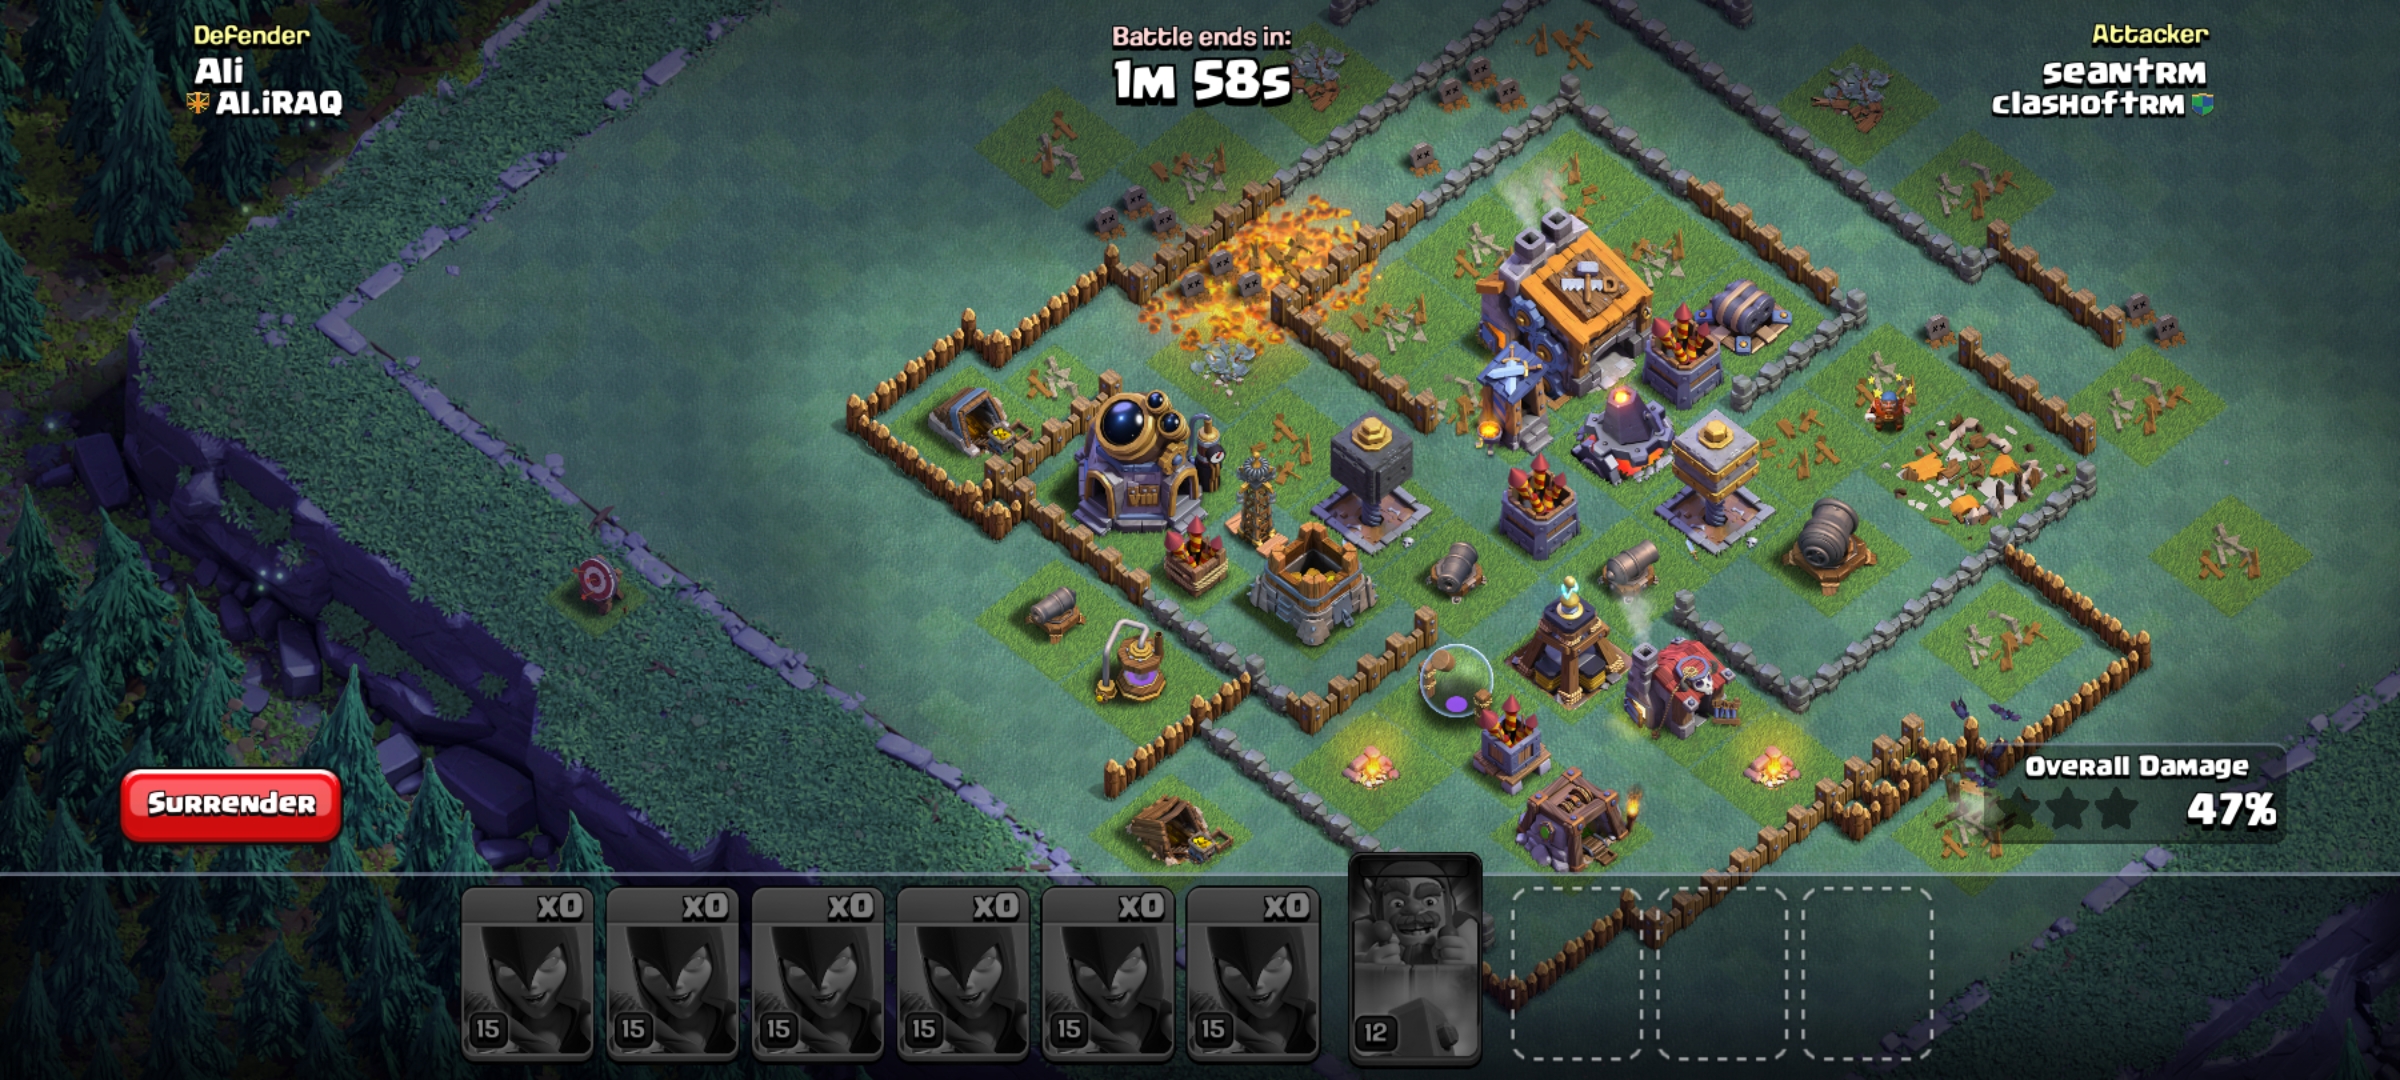 Defender
Ali
Al.iRAQ
Battle ends in:
1M 58s
Attacker
seantRM
clashoftRM
Surrender
Overall Damage
47%
x0
x0
x0
x0
x0
x0
15
15
15
15
15
15
12
VIII